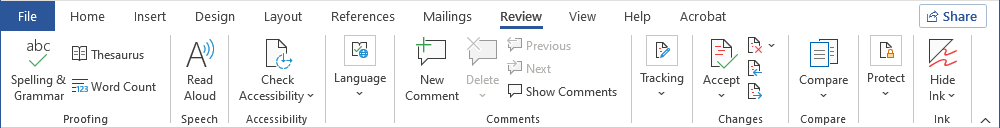 File Home Insert Design Layout References Mailings Review View Help Acrobat Share
abc
Spelling &
Grammar
Thesaurus
123 Word Count
Proofing
Read
Aloud
Speech
Check
Accessibility
Accessibility
Language
New
Comment
Delete
Previous
Next
Show Comments
Comments
Tracking
Accept
Changes
Compare
Compare
Protect
Hide
Ink
Ink